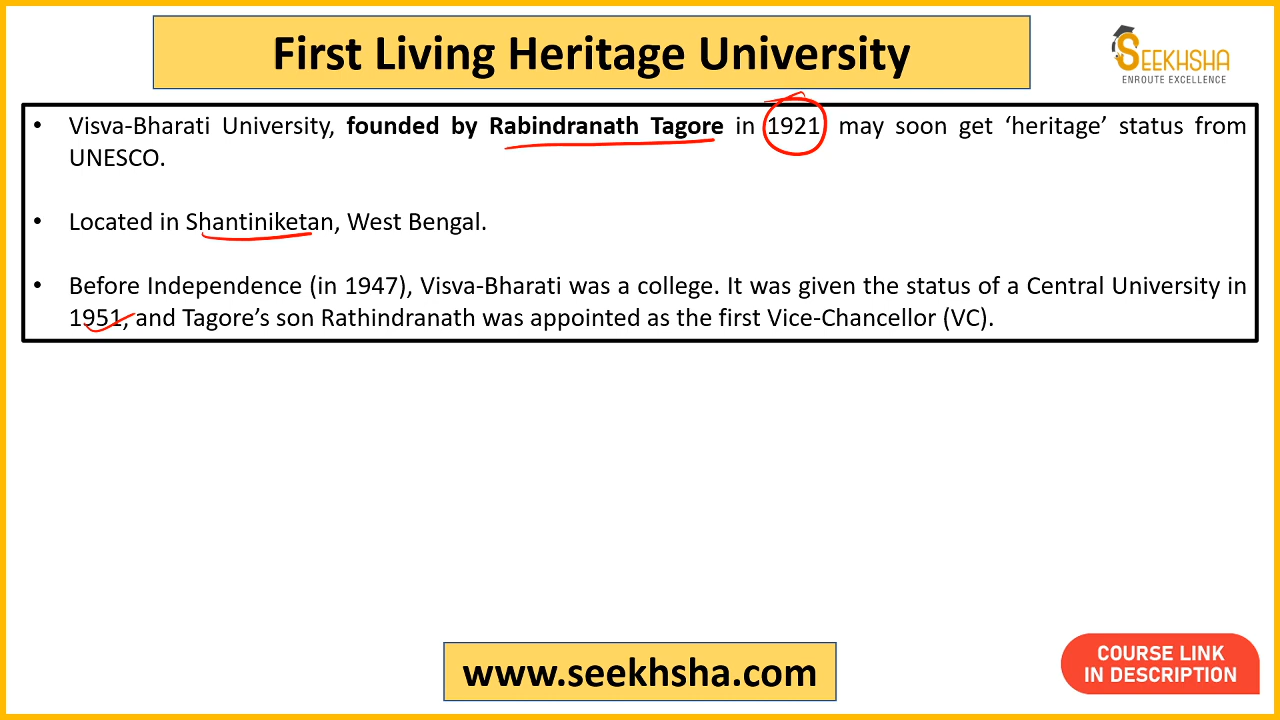 First Living Heritage University
SEEKHSHA
ENROUTE EXCELLENCE
• Visva-Bharati University, founded by Rabindranath Tagore in 1921 may soon get ‘heritage’ status from
UNESCO.
• Located in Shantiniketan, West Bengal.
• Before Independence (in 1947), Visva-Bharati was a college. It was given the status of a Central University in
1951, and Tagore’s son Rathindranath was appointed as the first Vice-Chancellor (VC).
www.seekhsha.com
COURSE LINK
IN DESCRIPTION